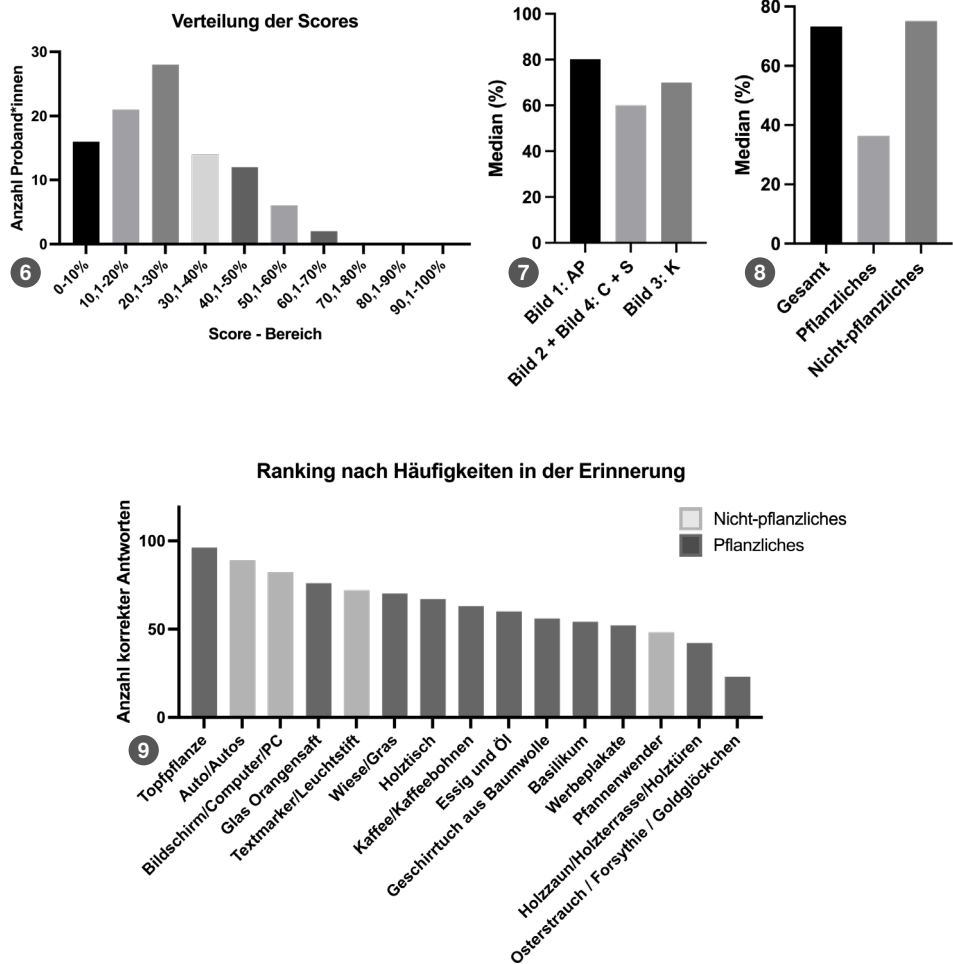 Verteilung der Scores
Anzahl Proband*innen
30
20
10
0
0-10%
10,1-20%
20,1-30%
30,1-40%
40,1-50%
50,1-60%
60,1-70%
70,1-80%
80,1-90%
90,1-100%
Score - Bereich
6
Median (%)
100
80
60
40
20
0
Bild 1: AP
Bild 2 + Bild 4: C + S
Bild 3: K
7
Median (%)
80
60
40
20
0
Gesamt
Pflanzliches
Nicht-pflanzliches
8
Ranking nach Häufigkeiten in der Erinnerung
Nicht-pflanzliches
Pflanzliches
Anzahl korrekter Antworten
100
50
0
Topfpflanze
Auto/Autos
Bildschirm/Computer/PC
Glas Orangensaft
Textmarker/Leuchtstift
Wiese/Gras
Holztisch
Kaffee/Kaffebohnen
Essig und Öl
Geschirrtuch aus Baumwolle
Basilikum
Werbeplakate
Pfannenwender
Holzzaun/Holzterrasse/Holztüren
Osterstrauch / Forsythie / Goldglöckchen
9